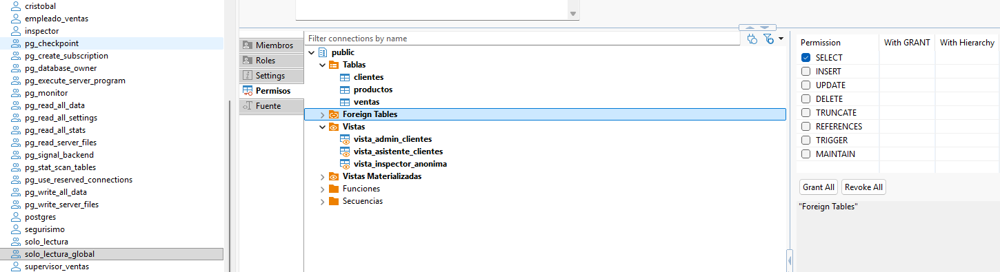 cristobal
empleado_ventas
inspector
pg_checkpoint
pg_create_subscription
pg_database_owner
pg_execute_server_program
pg_monitor
pg_read_all_data
pg_read_all_settings
pg_read_all_stats
pg_read_server_files
pg_signal_backend
pg_stat_scan_tables
pg_use_reserved_connections
pg_write_all_data
pg_write_server_files
postgres
segurisimo
solo_lectura
solo_lectura_global
supervisor_ventas
Miembros
Roles
Settings
Permisos
Fuente
Filter connections by name
public
Tablas
clientes
productos
ventas
Foreign Tables
Vistas
vista_admin_clientes
vista_asistente_clientes
vista_inspector_anonima
Vistas Materializadas
Funciones
Secuencias
Permission With GRANT With Hierarchy
SELECT
INSERT
UPDATE
DELETE
TRUNCATE
REFERENCES
TRIGGER
MAINTAIN
Grant All Revoke All
"Foreign Tables"